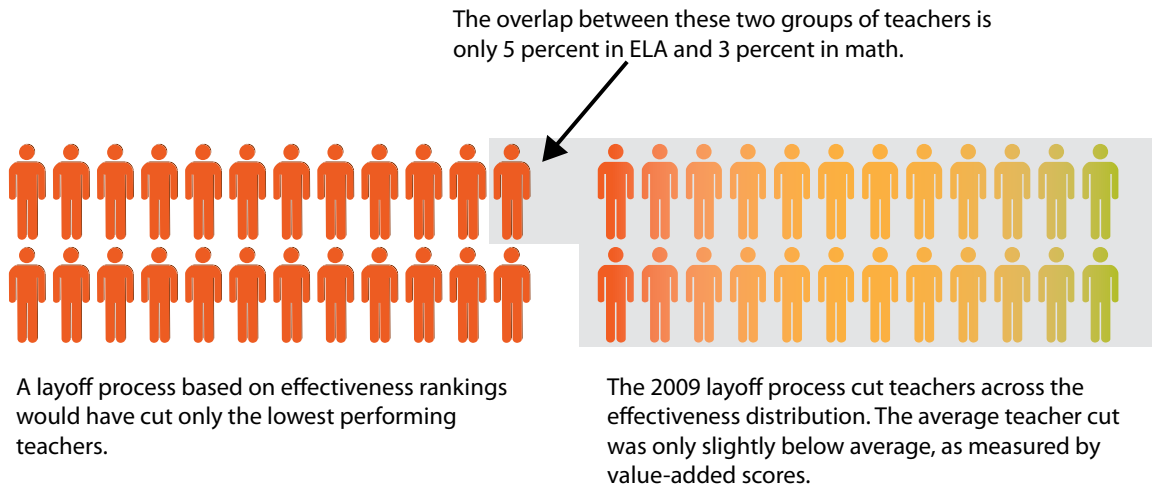 The overlap between these two groups of teachers is
only 5 percent in ELA and 3 percent in math.
A layoff process based on effectiveness rankings
would have cut only the lowest performing
teachers.
The 2009 layoff process cut teachers across the
effectiveness distribution. The average teacher cut
was only slightly below average, as measured by
value-added scores.